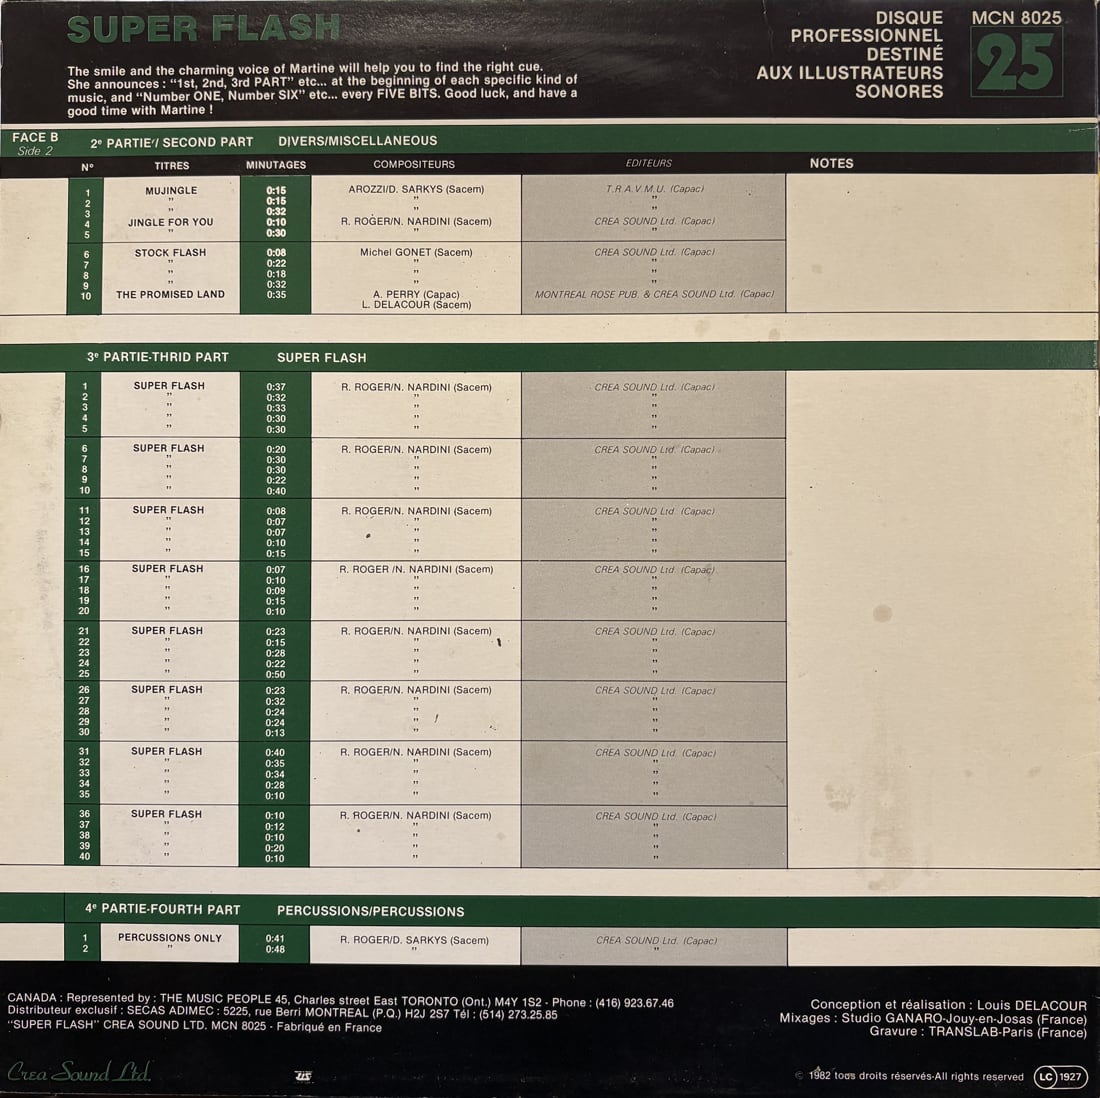 SUPER FLASH
The smile and the charming voice of Martine will help you to find the right cue.
She announces : "1st, 2nd, 3rd PART" etc... at the beginning of each specific kind of
music, and "Number ONE, Number SIX" etc... every FIVE BITS. Good luck, and have a
good time with Martine !
DISQUE
PROFESSIONNEL
DESTINÉ
AUX ILLUSTRATEURS
SONORES
MCN 8025
25
FACE B
Side 2
2e PARTIE/ SECOND PART DIVERS/MISCELLANEOUS
No TITRES MINUTAGES COMPOSITEURS EDITEURS NOTES
1 MUJINGLE 0:15 AROZZI/D. SARKYS (Sacem) T.R.A.V.M.U. (Capac)
2 " 0:15 " "
3 " 0:32 " "
4 JINGLE FOR YOU 0:10 R. ROGER/N. NARDINI (Sacem) CREA SOUND Ltd. (Capac)
5 " 0:30 " "
6 STOCK FLASH 0:08 Michel GONET (Sacem) CREA SOUND Ltd. (Capac)
7 " 0:22 " "
8 " 0:18 " "
9 " 0:32 " "
10 THE PROMISED LAND 0:35 A. PERRY (Capac) MONTREAL ROSE PUB. & CREA SOUND Ltd. (Capac)
L. DELACOUR (Sacem)
3e PARTIE-THRID PART SUPER FLASH
1 SUPER FLASH 0:37 R. ROGER/N. NARDINI (Sacem) CREA SOUND Ltd. (Capac)
2 " 0:32 " "
3 " 0:33 " "
4 " 0:30 " "
5 " 0:30 " "
6 SUPER FLASH 0:20 R. ROGER/N. NARDINI (Sacem) CREA SOUND Ltd. (Capac)
7 " 0:30 " "
8 " 0:30 " "
9 " 0:22 " "
10 " 0:40 " "
11 SUPER FLASH 0:08 R. ROGER/N. NARDINI (Sacem) CREA SOUND Ltd. (Capac)
12 " 0:07 " "
13 " 0:07 " "
14 " 0:10 " "
15 " 0:15 " "
16 SUPER FLASH 0:07 R. ROGER /N. NARDINI (Sacem) CREA SOUND Ltd. (Capac)
17 " 0:10 " "
18 " 0:09 " "
19 " 0:15 " "
20 " 0:10 " "
21 SUPER FLASH 0:23 R. ROGER/N. NARDINI (Sacem) CREA SOUND Ltd. (Capac)
22 " 0:15 " "
23 " 0:28 " "
24 " 0:22 " "
25 " 0:50 " "
26 SUPER FLASH 0:23 R. ROGER/N. NARDINI (Sacem) CREA SOUND Ltd. (Capac)
27 " 0:32 " "
28 " 0:24 " "
29 " 0:24 " "
30 " 0:13 " "
31 SUPER FLASH 0:40 R. ROGER/N. NARDINI (Sacem) CREA SOUND Ltd. (Capac)
32 " 0:35 " "
33 " 0:34 " "
34 " 0:28 " "
35 " 0:10 " "
36 SUPER FLASH 0:10 R. ROGER/N. NARDINI (Sacem) CREA SOUND Ltd. (Capac)
37 " 0:12 " "
38 " 0:10 " "
39 " 0:20 " "
40 " 0:10 " "
4e PARTIE-FOURTH PART PERCUSSIONS/PERCUSSIONS
1 PERCUSSIONS ONLY 0:41 R. ROGER/D. SARKYS (Sacem) CREA SOUND Ltd. (Capac)
2 " 0:48 " "
CANADA : Represented by : THE MUSIC PEOPLE 45, Charles street East TORONTO (Ont.) M4Y 1S2 - Phone : (416) 923.67.46
Distributeur exclusif : SECAS ADIMEC : 5225, rue Berri MONTREAL (P.Q.) H2J 2S7 Tél : (514) 273.25.85
"SUPER FLASH" CREA SOUND LTD. MCN 8025 - Fabriqué en France
Conception et réalisation : Louis DELACOUR
Mixages : Studio GANARO-Jouy-en-Josas (France)
Gravure : TRANSLAB-Paris (France)
Crea Sound Ltd.
© 1982 tous droits réservés-All rights reserved LC 1927